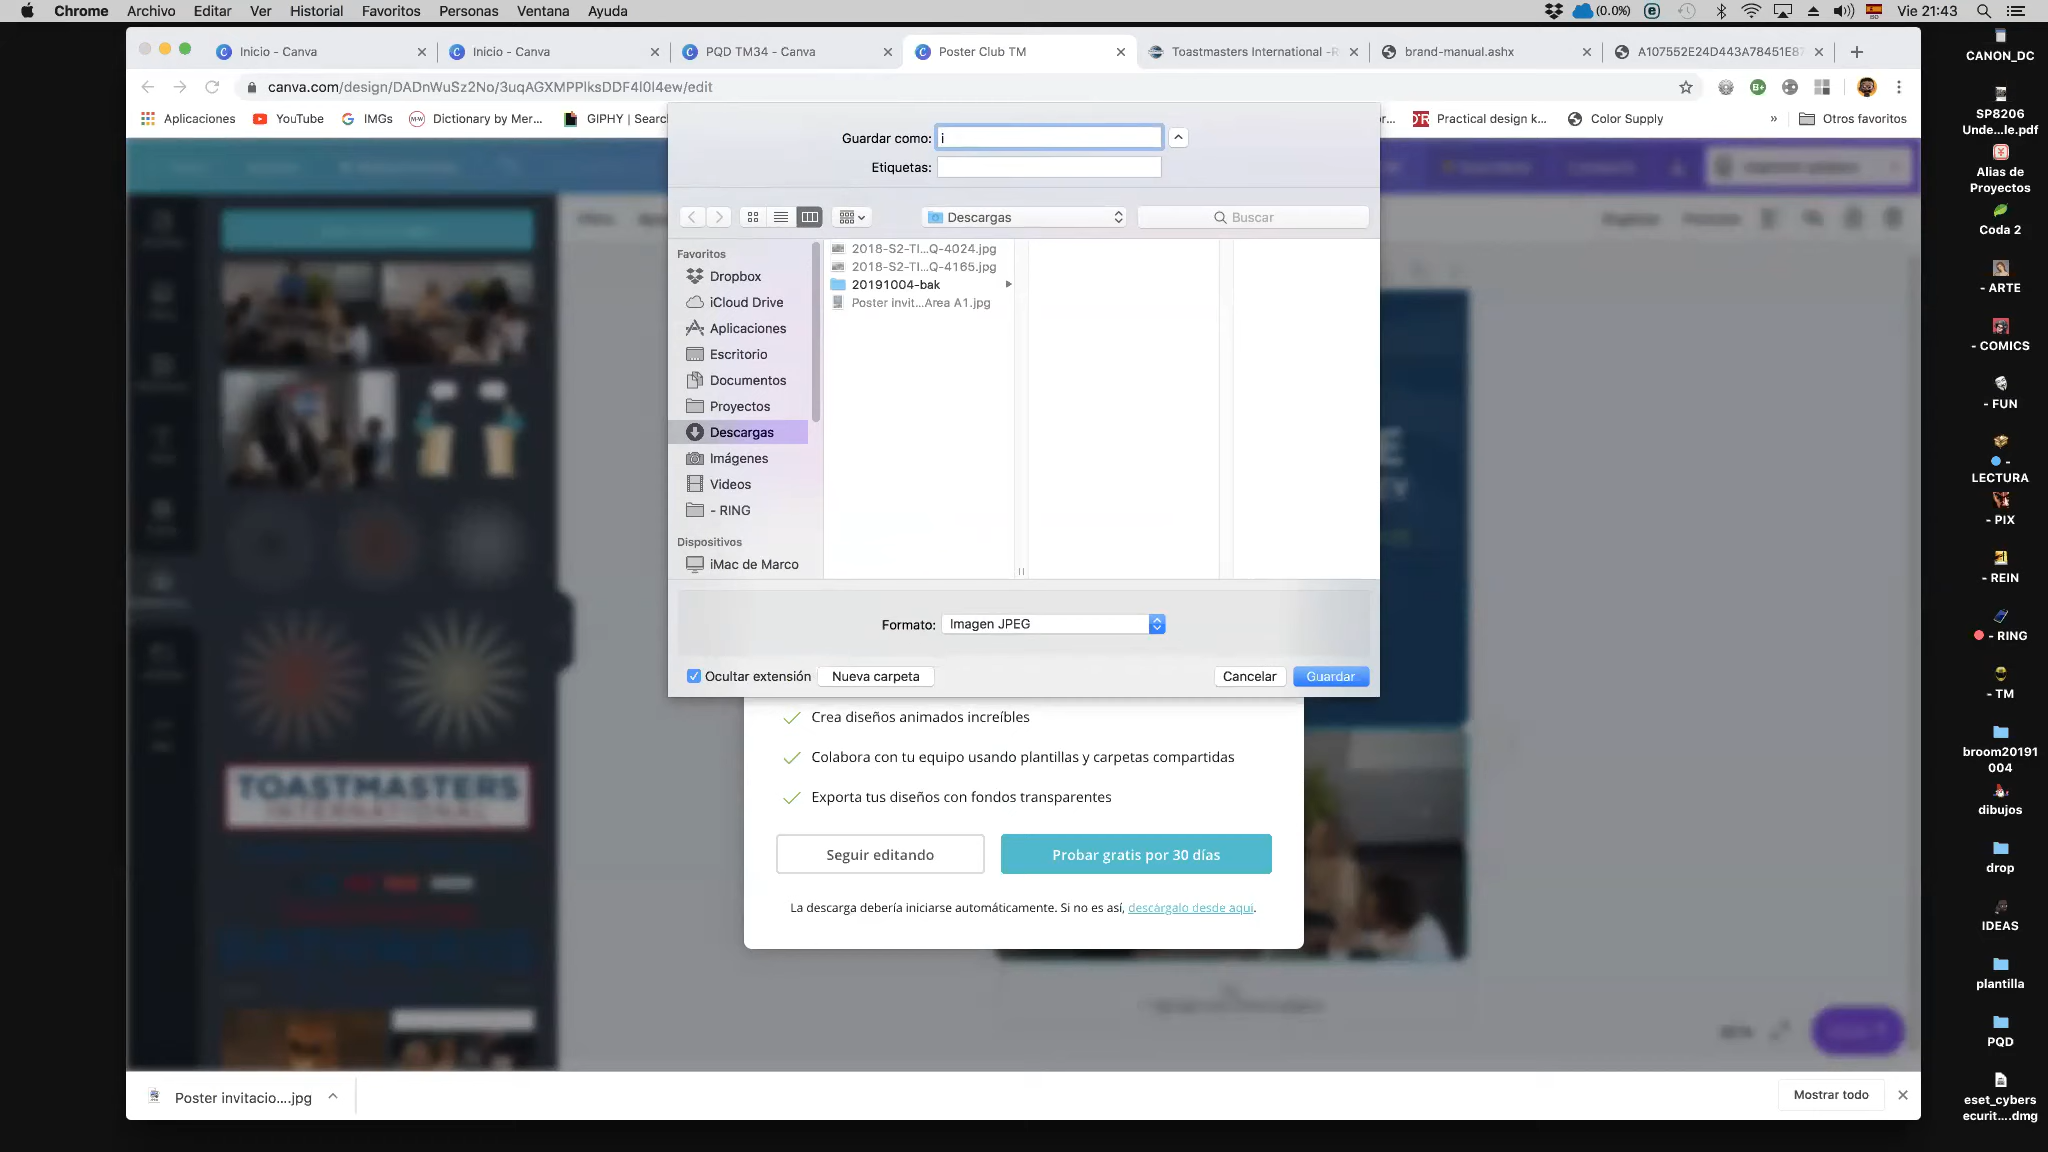 Chrome Archivo Editar Ver Historial Favoritos Personas Ventana Ayuda (0.0%) Vie 21:43
Inicio - Canva Inicio - Canva PQD TM34 - Canva Poster Club TM Toastmasters International -R brand-manual.ashx A107552E24D443A78451E87
canva.com/design/DADnWuSz2No/3uqAGXMPPlksDDF4l0l4ew/edit
Aplicaciones YouTube IMGs Dictionary by Mer... GIPHY | Searc ... Practical design k... Color Supply » Otros favoritos
Guardar como: i
Etiquetas:
Descargas Buscar
Favoritos
Dropbox
iCloud Drive
Aplicaciones
Escritorio
Documentos
Proyectos
Descargas
Imágenes
Videos
- RING
Dispositivos
iMac de Marco
2018-S2-TI...Q-4024.jpg
2018-S2-TI...Q-4165.jpg
20191004-bak
Poster invit...Area A1.jpg
Formato: Imagen JPEG
Ocultar extensión Nueva carpeta Cancelar Guardar
Crea diseños animados increíbles
Colabora con tu equipo usando plantillas y carpetas compartidas
Exporta tus diseños con fondos transparentes
Seguir editando Probar gratis por 30 días
La descarga debería iniciarse automáticamente. Si no es así, descárgalo desde aquí.
TOASTMASTERS
INTERNATIONAL
Poster invitacio....jpg Mostrar todo
CANON_DC
SP8206
Unde...le.pdf
Alias de
Proyectos
Coda 2
- ARTE
- COMICS
- FUN
-
LECTURA
- PIX
- REIN
- RING
- TM
broom20191
004
dibujos
drop
IDEAS
plantilla
PQD
eset_cybers
ecurit....dmg